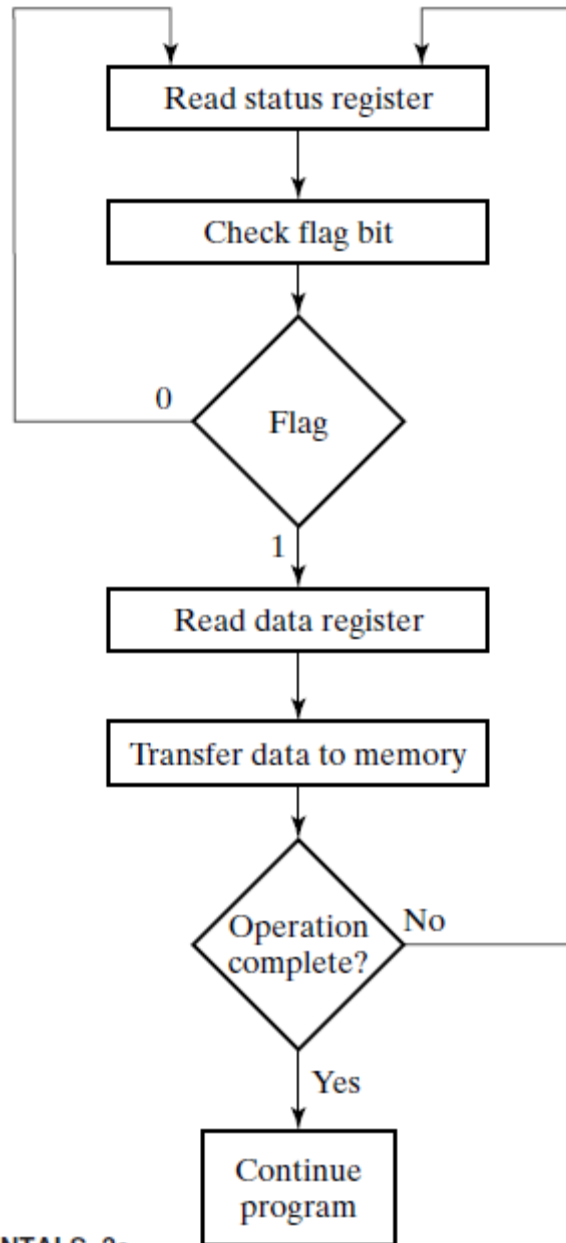 Read status register
Check flag bit
0
Flag
1
Read data register
Transfer data to memory
Operation
complete?
No
Yes
Continue
program